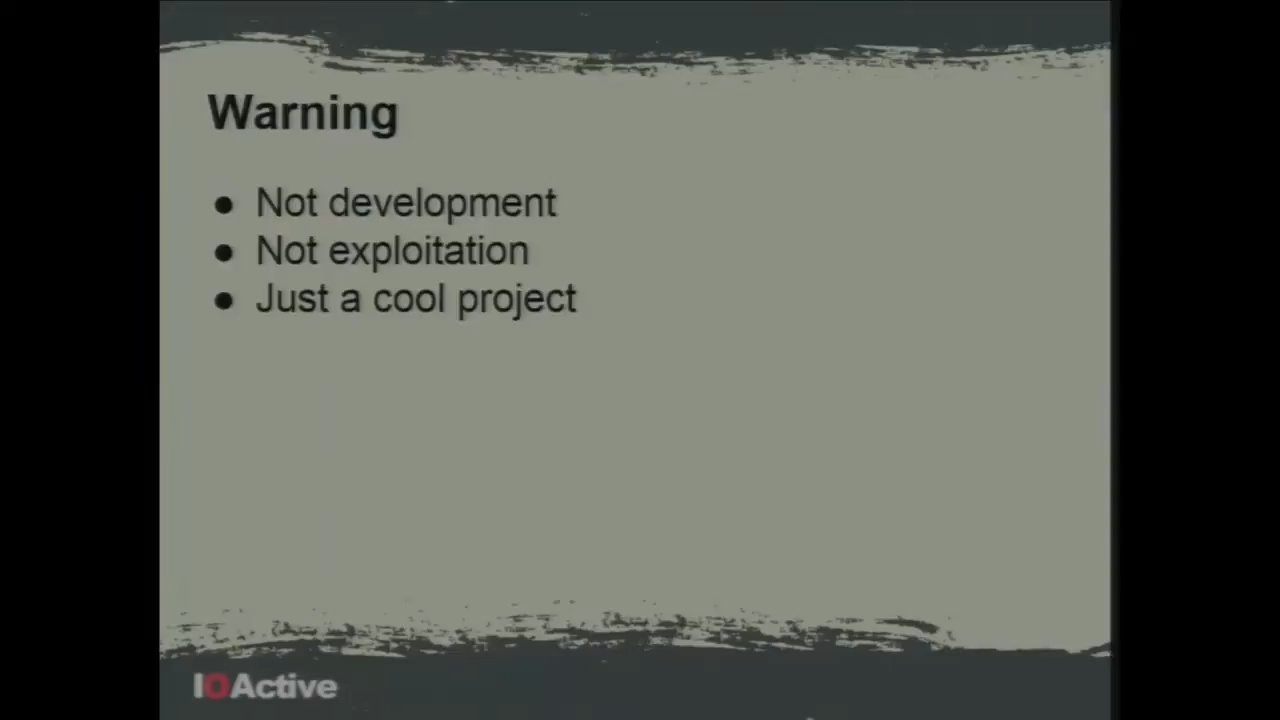 Warning
● Not development
● Not exploitation
● Just a cool project
IOActive